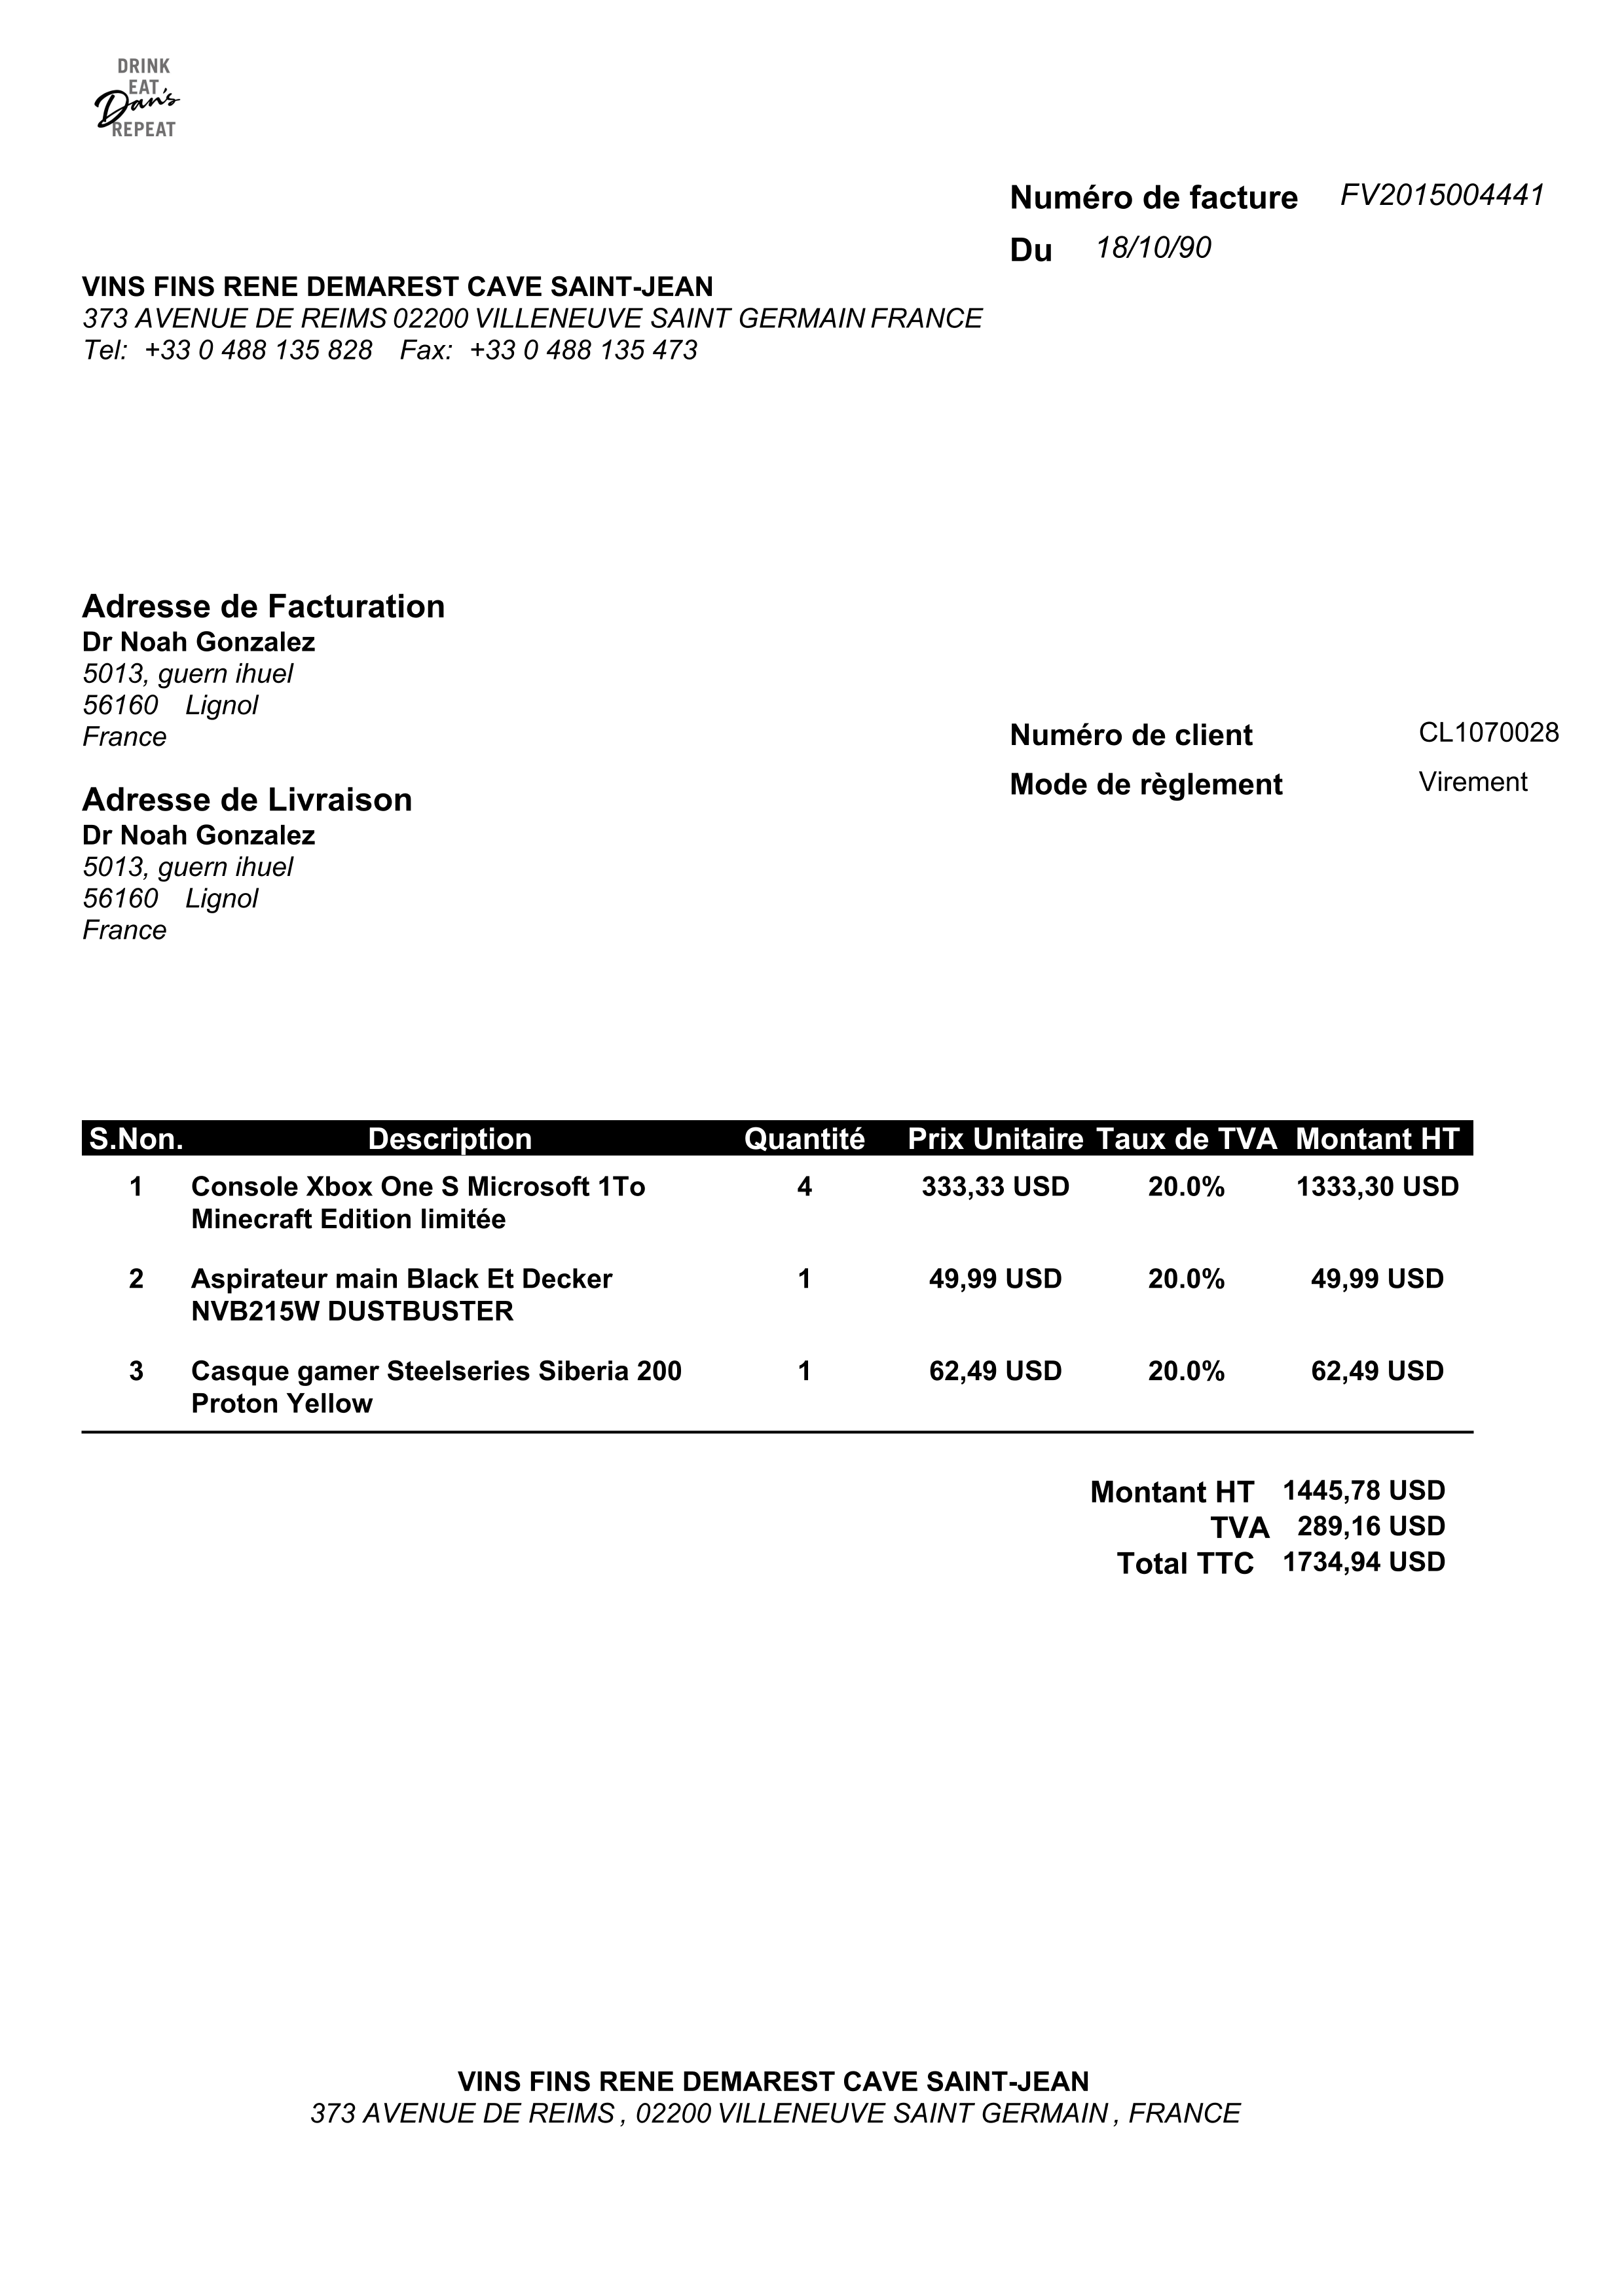 DRINK
EAT
Dan's
REPEAT
Numéro de facture FV2015004441
Du 18/10/90
VINS FINS RENE DEMAREST CAVE SAINT-JEAN
373 AVENUE DE REIMS 02200 VILLENEUVE SAINT GERMAIN FRANCE
Tel: +33 0 488 135 828 Fax: +33 0 488 135 473
Adresse de Facturation
Dr Noah Gonzalez
5013, guern ihuel
56160 Lignol
France
Numéro de client CL1070028
Mode de règlement Virement
Adresse de Livraison
Dr Noah Gonzalez
5013, guern ihuel
56160 Lignol
France
S.Non. Description Quantité Prix Unitaire Taux de TVA Montant HT
1 Console Xbox One S Microsoft 1To 4 333,33 USD 20.0% 1333,30 USD
Minecraft Edition limitée
2 Aspirateur main Black Et Decker 1 49,99 USD 20.0% 49,99 USD
NVB215W DUSTBUSTER
3 Casque gamer Steelseries Siberia 200 1 62,49 USD 20.0% 62,49 USD
Proton Yellow
Montant HT 1445,78 USD
TVA 289,16 USD
Total TTC 1734,94 USD
VINS FINS RENE DEMAREST CAVE SAINT-JEAN
373 AVENUE DE REIMS , 02200 VILLENEUVE SAINT GERMAIN , FRANCE